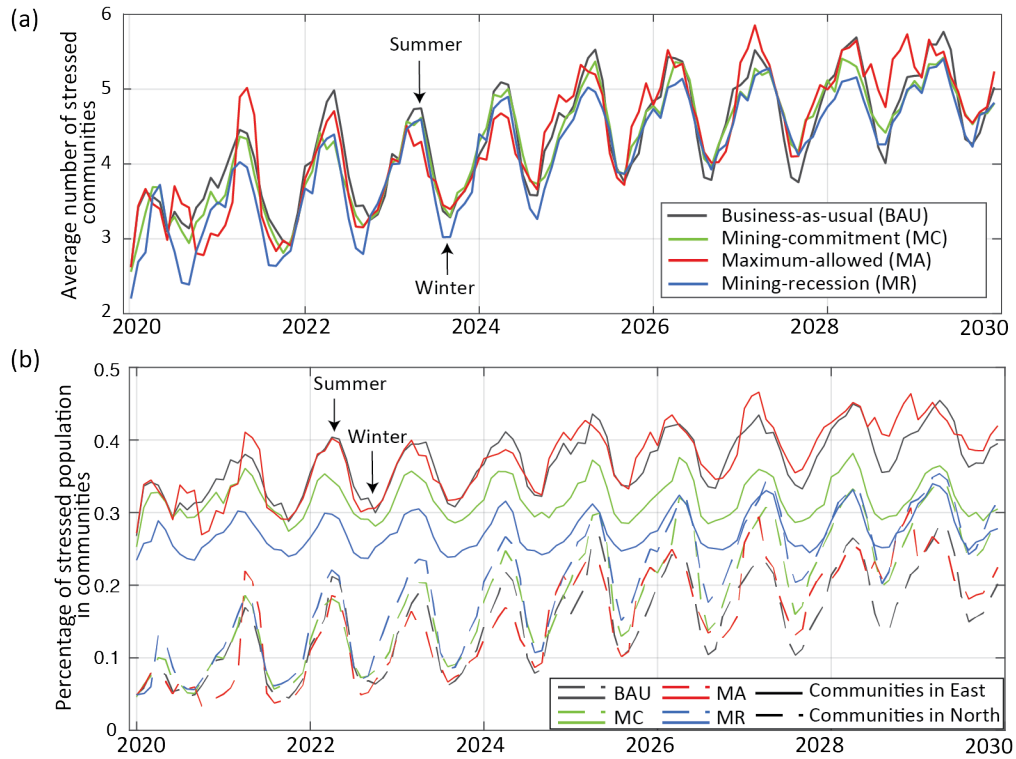 (a)
Average number of stressed
communities
6
5
4
3
2
Summer
Winter
Business-as-usual (BAU)
Mining-commitment (MC)
Maximum-allowed (MA)
Mining-recession (MR)
2020 2022 2024 2026 2028 2030
(b)
Percentage of stressed population
in communities
0.5
0.4
0.3
0.2
0.1
0
Summer
Winter
BAU MA Communities in East
MC MR Communities in North
2020 2022 2024 2026 2028 2030